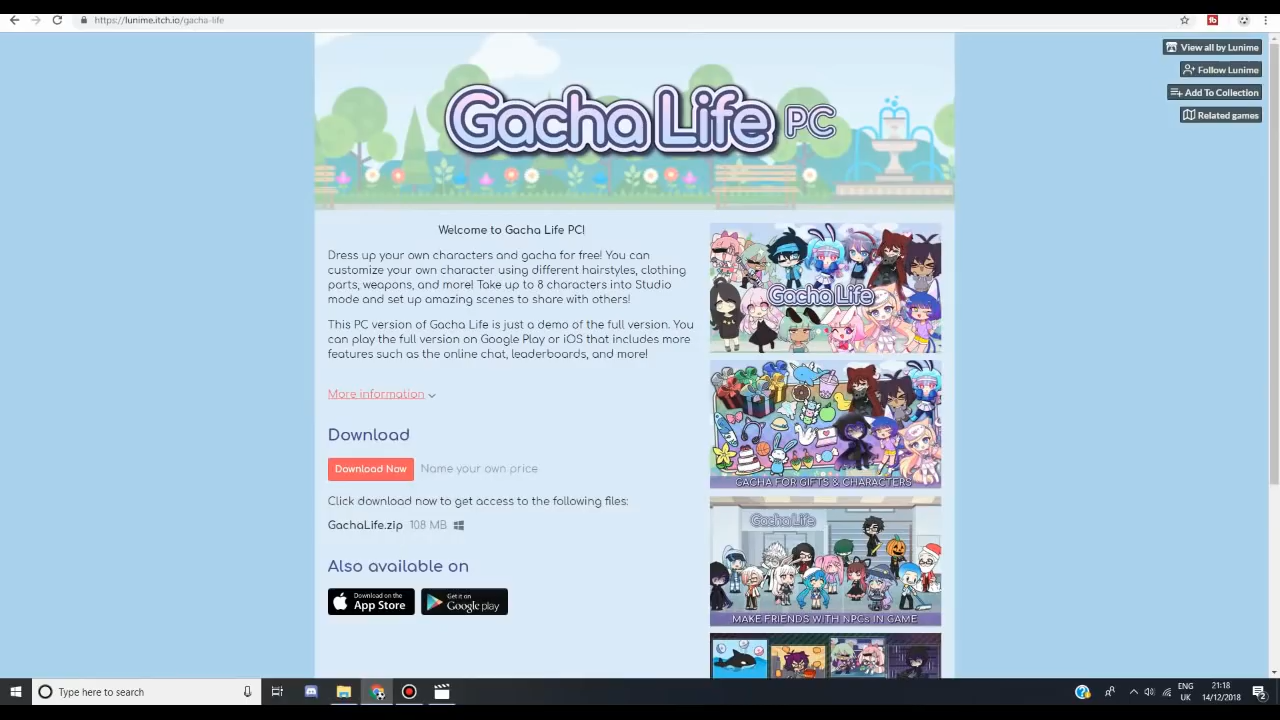 https://lunime.itch.io/gacha-life
View all by Lunime
Follow Lunime
Add To Collection
Related games
Gacha Life PC
Welcome to Gacha Life PC!
Dress up your own characters and gacha for free! You can
customize your own character using different hairstyles, clothing
parts, weapons, and more! Take up to 8 characters into Studio
mode and set up amazing scenes to share with others!
This PC version of Gacha Life is just a demo of the full version. You
can play the full version on Google Play or iOS that includes more
features such as the online chat, leaderboards, and more!
More information
Download
Download Now Name your own price
Click download now to get access to the following files:
GachaLife.zip 108 MB
Also available on
Download on the
App Store
Get it on
Google play
Gacha Life
GACHA FOR GIFTS & CHARACTERS
Gacha Life
MAKE FRIENDS WITH NPCs IN GAME
Type here to search
ENG
UK
21:18
14/12/2018
2